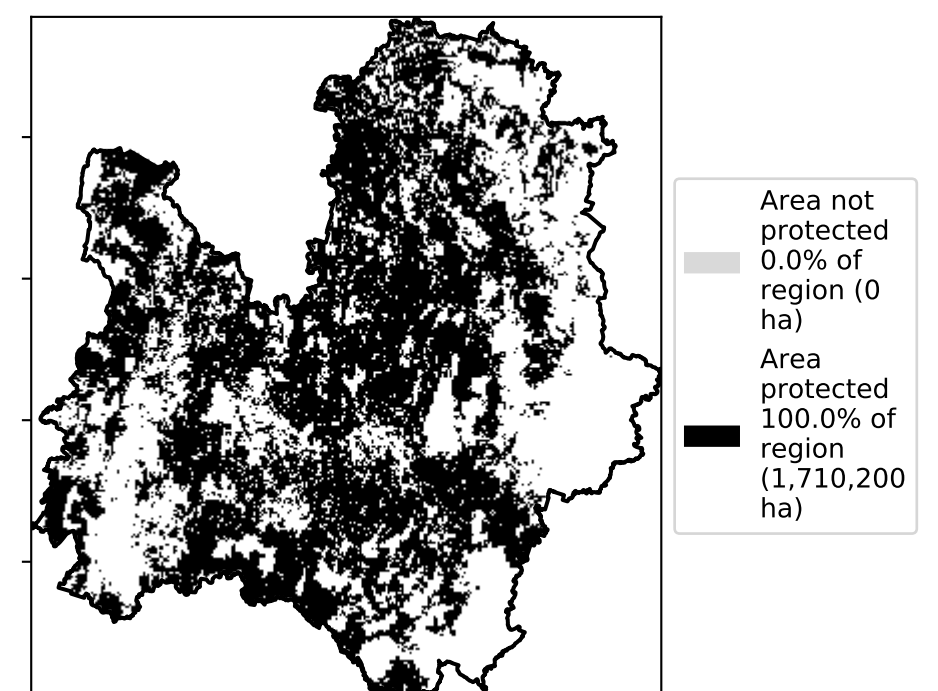 Area not
protected
0.0% of
region (0
ha)
Area
protected
100.0% of
region
(1,710,200
ha)